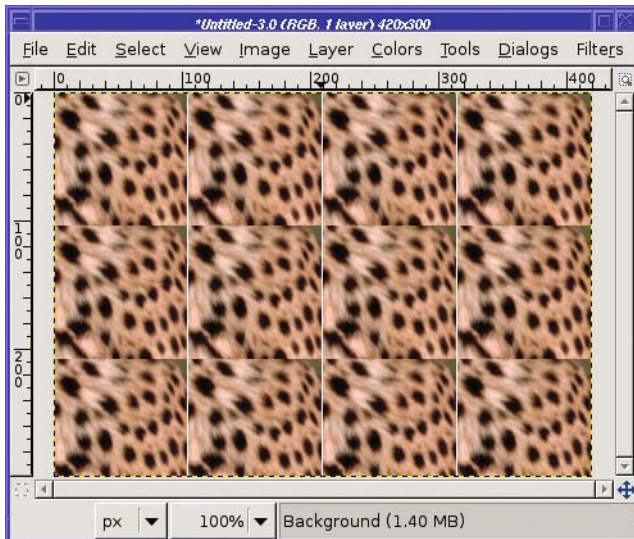 *Untitled-3.0 (RGB, 1 layer) 420x300
File Edit Select View Image Layer Colors Tools Dialogs Filters
0 100 200 300 400
0
100
200
px 100% Background (1.40 MB)